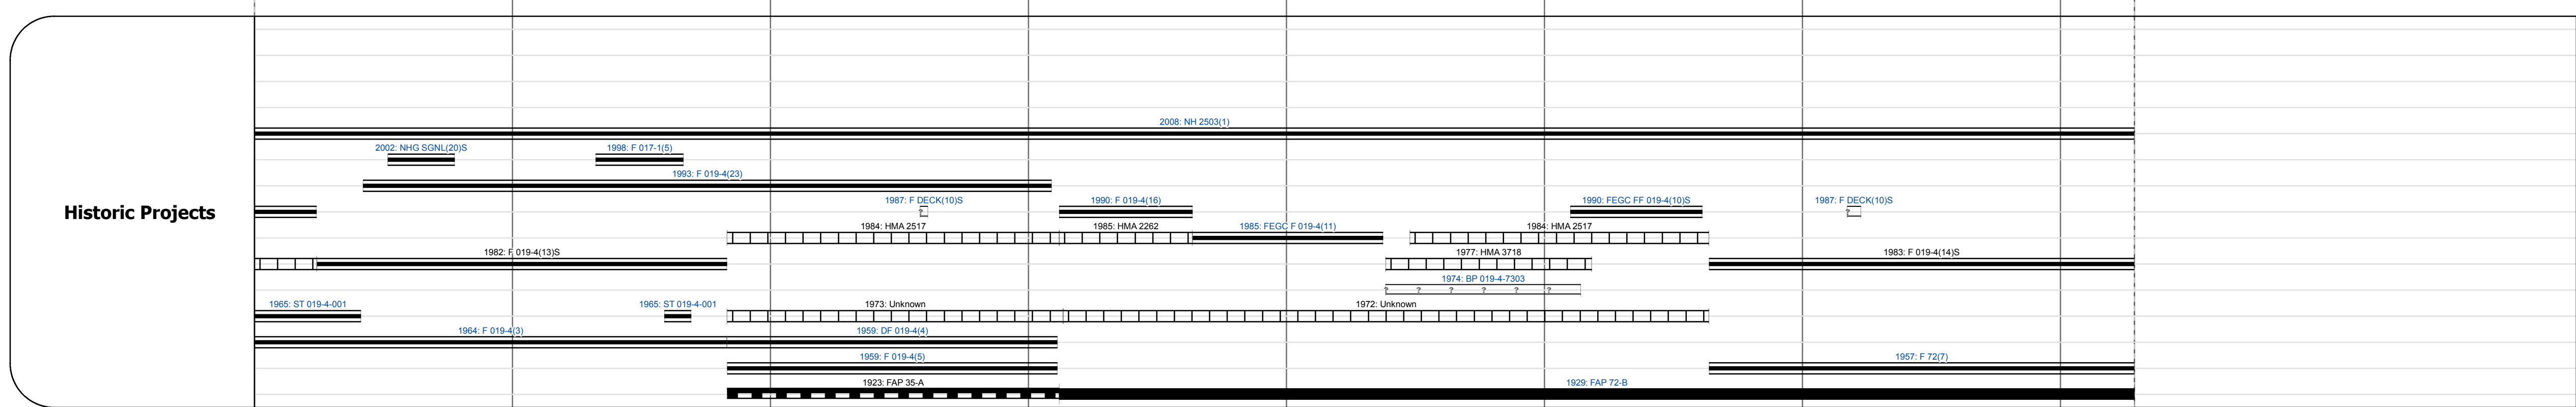 2008: NH 2503(1)
2002: NHG SGNL(20)S
1998: F 017-1(5)
1993: F 019-4(23)
Historic Projects
1987: F DECK(10)S
1990: F 019-4(16)
1990: FEGC FF 019-4(10)S
1987: F DECK(10)S
?
?
1984: HMA 2517
1985: HMA 2262
1985: FEGC F 019-4(11)
1984: HMA 2517
1982: F 019-4(13)S
1977: HMA 3718
1983: F 019-4(14)S
1974: BP 019-4-7303
? ? ? ? ? ?
1965: ST 019-4-001
1965: ST 019-4-001
1973: Unknown
1972: Unknown
1964: F 019-4(3)
1959: DF 019-4(4)
1959: F 019-4(5)
1957: F 72(7)
1923: FAP 35-A
1929: FAP 72-B